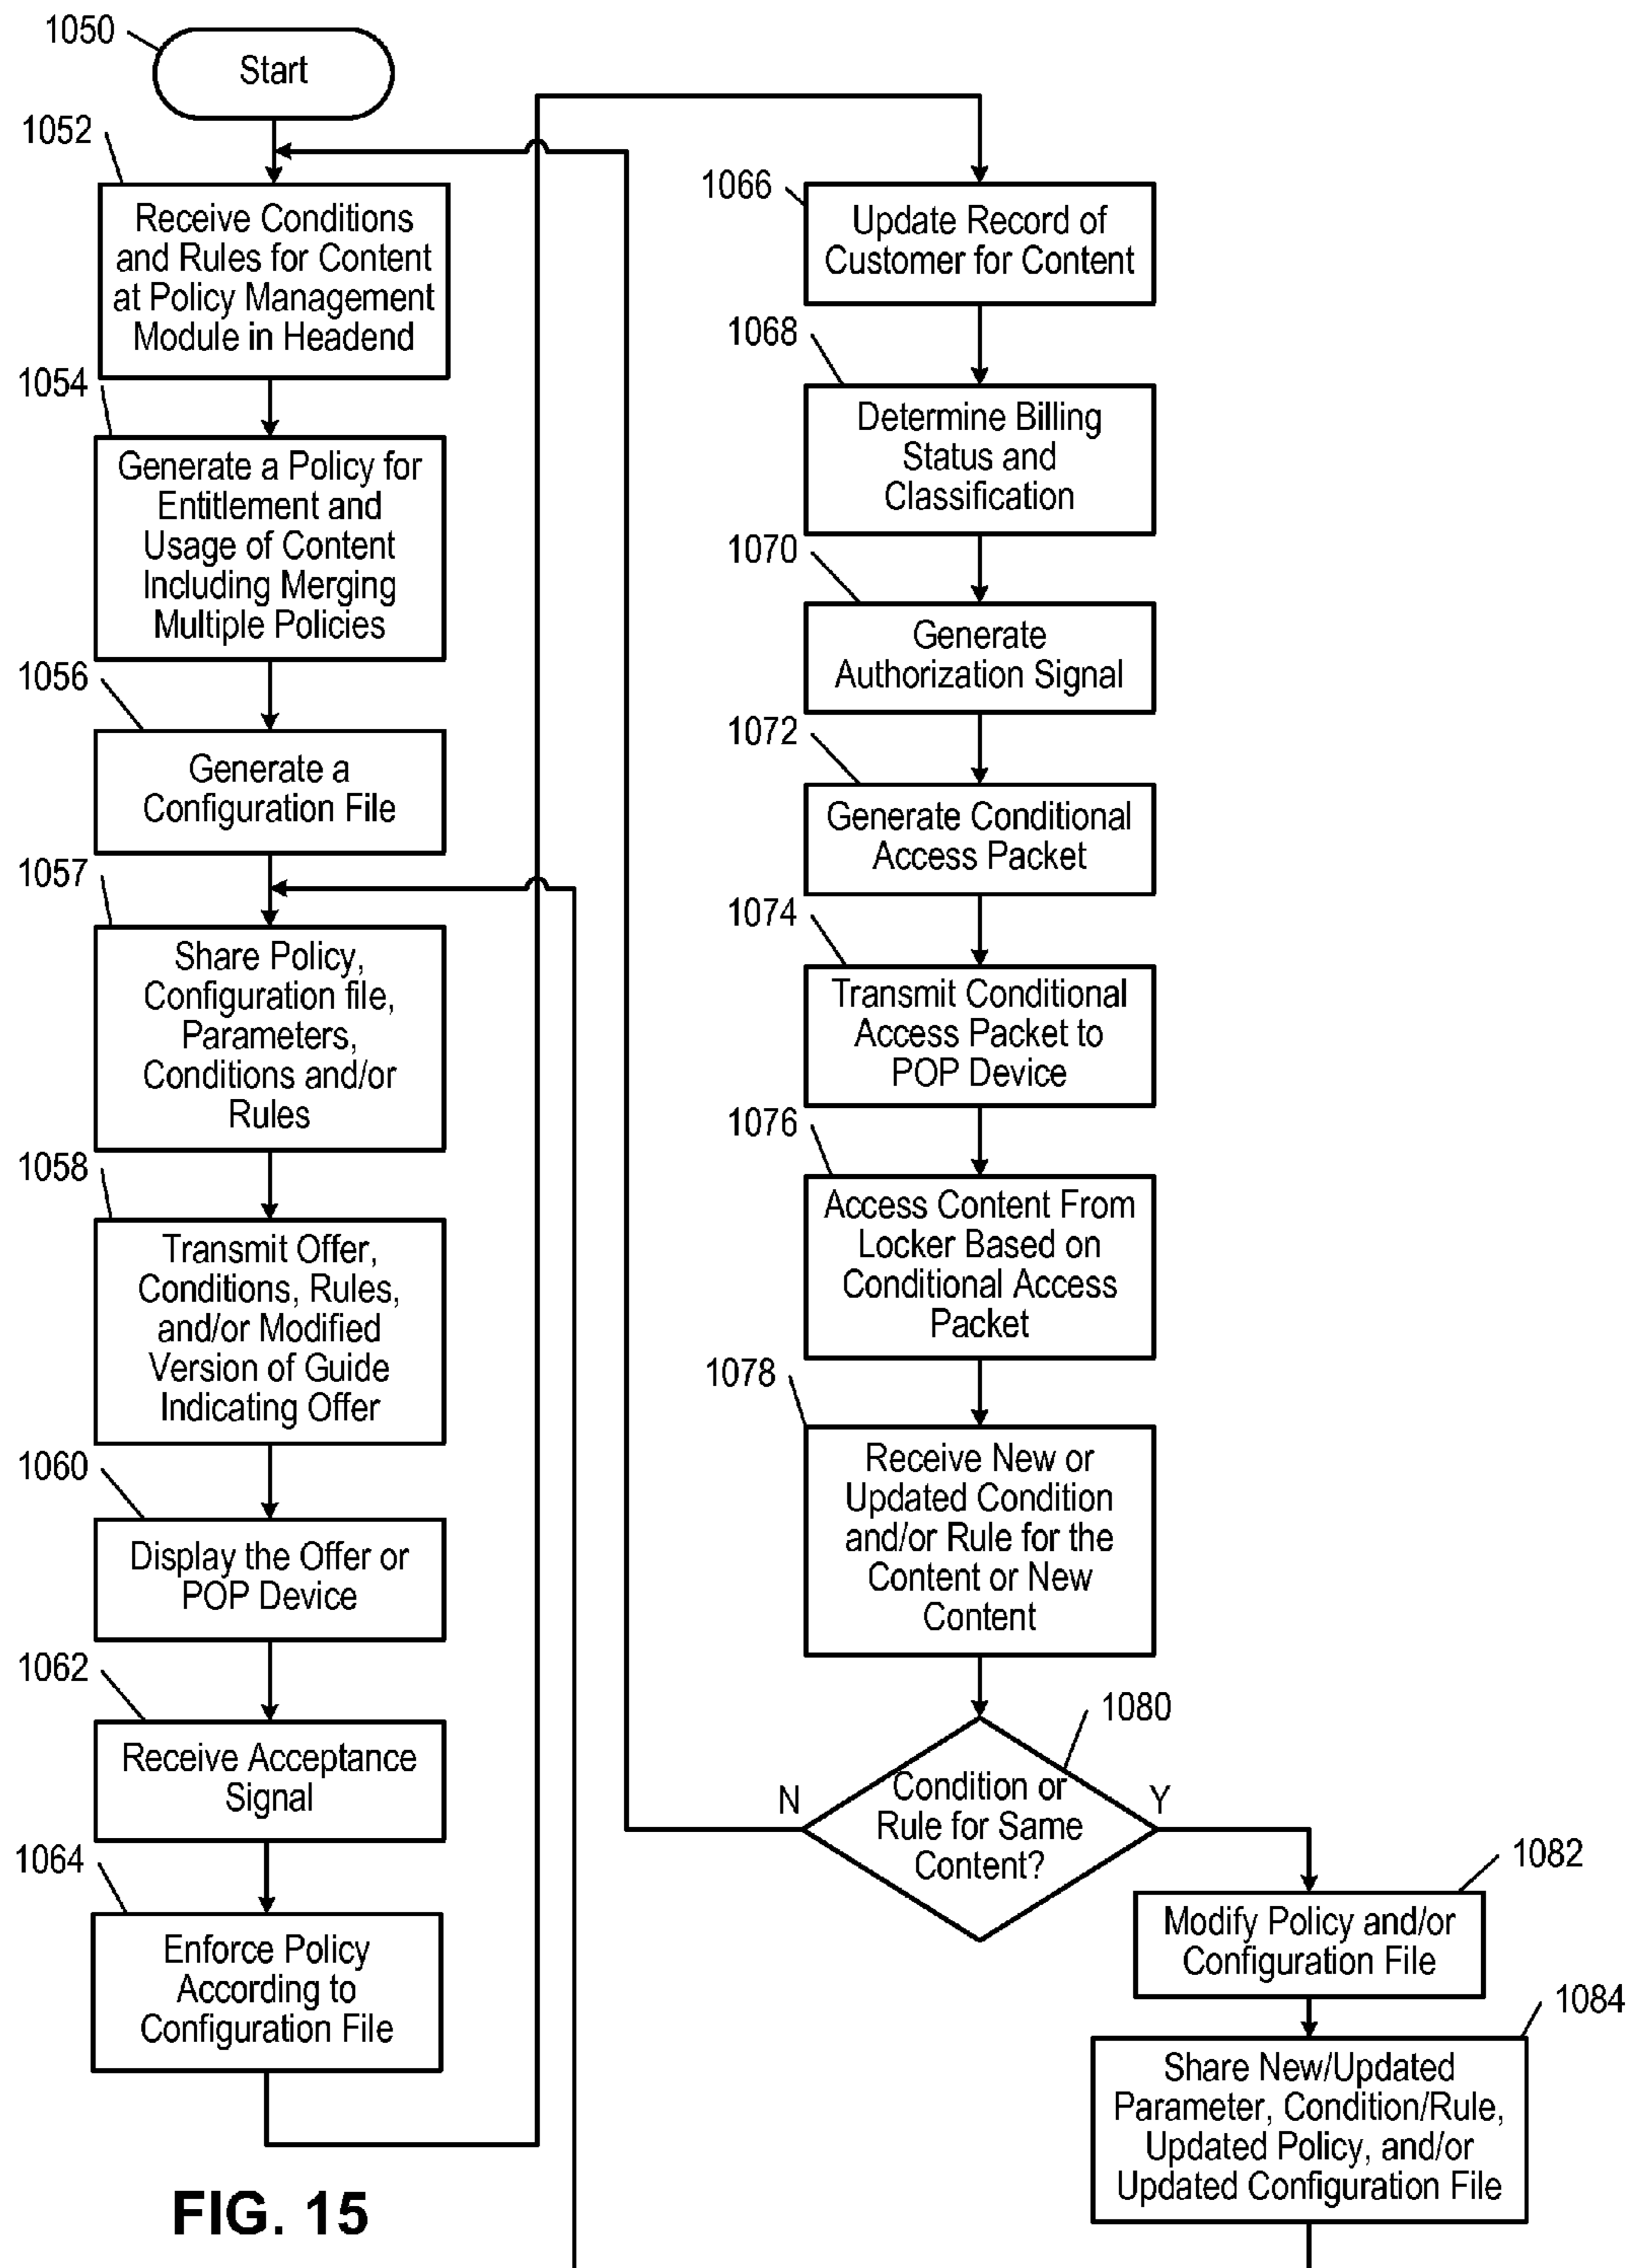 1050
Start
1052
Receive Conditions
and Rules for Content
at Policy Management
Module in Headend
1054
Generate a Policy for
Entitlement and
Usage of Content
Including Merging
Multiple Policies
1056
Generate a
Configuration File
1057
Share Policy,
Configuration file,
Parameters,
Conditions and/or
Rules
1058
Transmit Offer,
Conditions, Rules,
and/or Modified
Version of Guide
Indicating Offer
1060
Display the Offer or
POP Device
1062
Receive Acceptance
Signal
1064
Enforce Policy
According to
Configuration File
1066
Update Record of
Customer for Content
1068
Determine Billing
Status and
Classification
1070
Generate
Authorization Signal
1072
Generate Conditional
Access Packet
1074
Transmit Conditional
Access Packet to
POP Device
1076
Access Content From
Locker Based on
Conditional Access
Packet
1078
Receive New or
Updated Condition
and/or Rule for the
Content or New
Content
1080
Condition or
Rule for Same
Content?
N
Y
1082
Modify Policy and/or
Configuration File
1084
Share New/Updated
Parameter, Condition/Rule,
Updated Policy, and/or
Updated Configuration File
FIG. 15